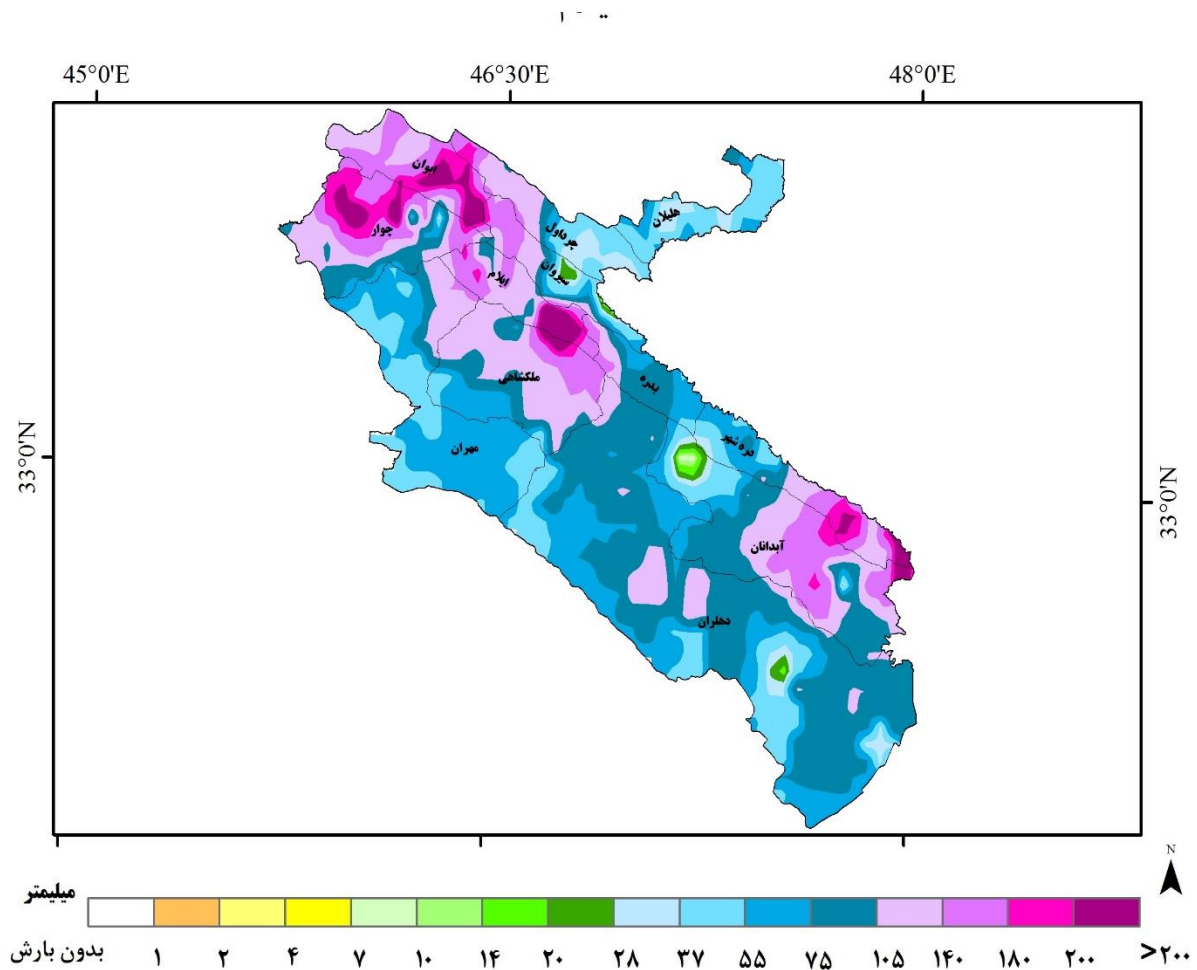 45°0'E 46°30'E 48°0'E
ایوان
هلیلان
چوار
چرداول
سیروان
ایلام
ملکشاهی
بدره
33°0'N
مهران
دره شهر
33°0'N
آبدانان
دهلران
N
میلیمتر
بدون بارش ۱ ۲ ۴ ۷ ۱۰ ۱۴ ۲۰ ۲۸ ۳۷ ۵۵ ۷۵ ۱۰۵ ۱۴۰ ۱۸۰ ۲۰۰ >۲۰۰